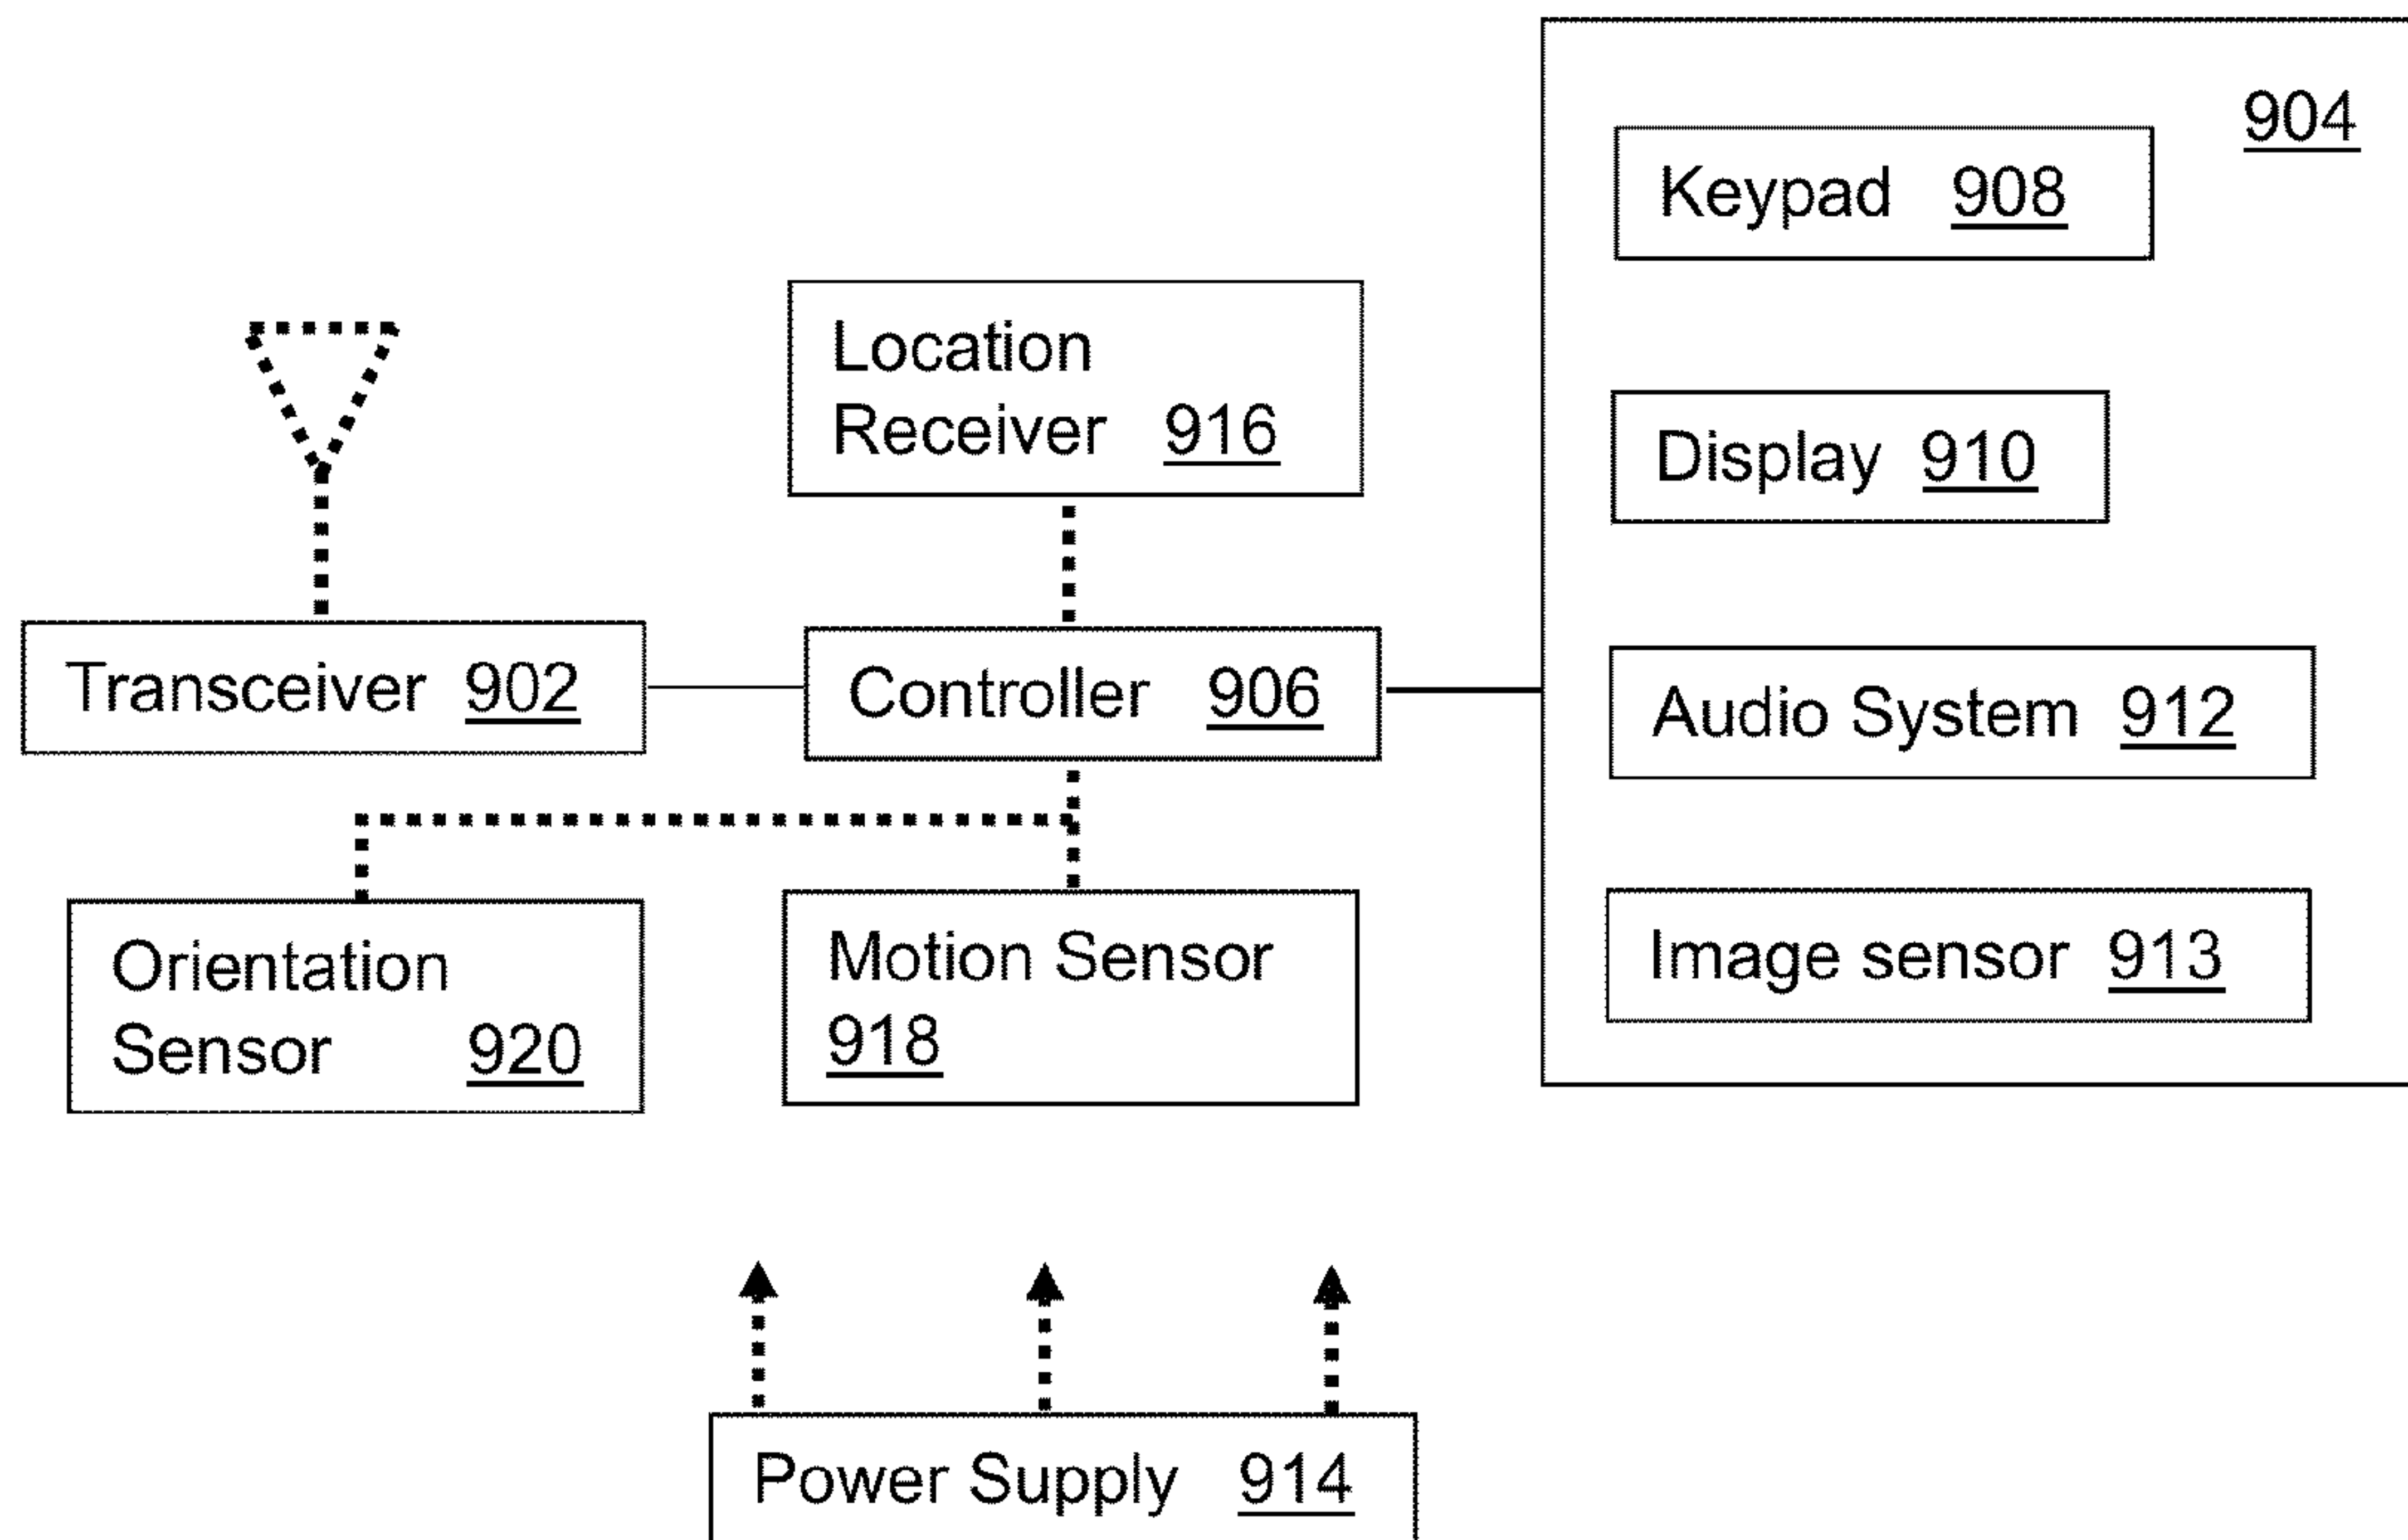 904
Keypad 908
Location
Receiver 916
Display 910
Transceiver 902
Controller 906
Audio System 912
Orientation
Sensor 920
Motion Sensor
918
Image sensor 913
Power Supply 914